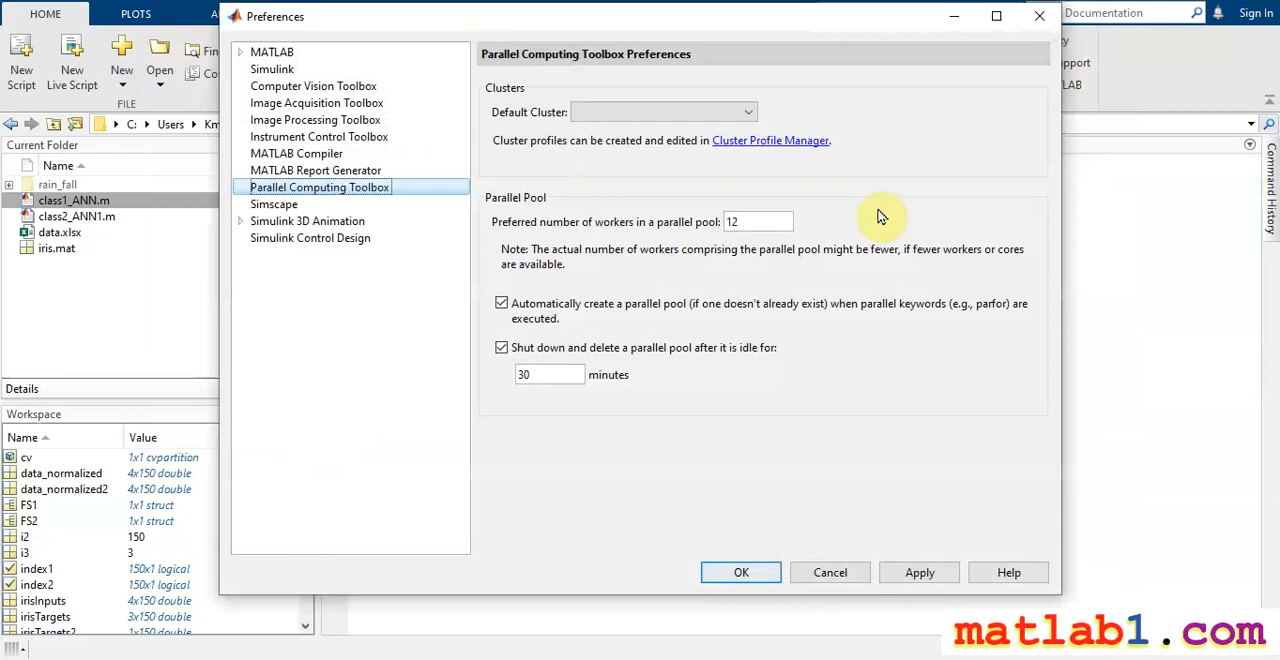 HOME
PLOTS
A
Preferences
Documentation
Sign In
New
Script
New
Live Script
New
Open
Fin
Co
FILE
y
pport
LAB
C:
Users
Km
Current Folder
Name
rain_fall
class1_ANN.m
class2_ANN1.m
data.xlsx
iris.mat
Details
Workspace
Name
Value
cv
1x1 cvpartition
data_normalized
4x150 double
data_normalized2
4x150 double
FS1
1x1 struct
FS2
1x1 struct
i2
150
i3
3
index1
150x1 logical
index2
150x1 logical
irisInputs
4x150 double
irisTargets
3x150 double
irisTargets2
MATLAB
Simulink
Computer Vision Toolbox
Image Acquisition Toolbox
Image Processing Toolbox
Instrument Control Toolbox
MATLAB Compiler
MATLAB Report Generator
Parallel Computing Toolbox
Simscape
Simulink 3D Animation
Simulink Control Design
Parallel Computing Toolbox Preferences
Clusters
Default Cluster:
Cluster profiles can be created and edited in Cluster Profile Manager.
Parallel Pool
Preferred number of workers in a parallel pool: 12
Note: The actual number of workers comprising the parallel pool might be fewer, if fewer workers or cores
are available.
Automatically create a parallel pool (if one doesn't already exist) when parallel keywords (e.g., parfor) are
executed.
Shut down and delete a parallel pool after it is idle for:
30 minutes
OK
Cancel
Apply
Help
Command History
matlab1.com